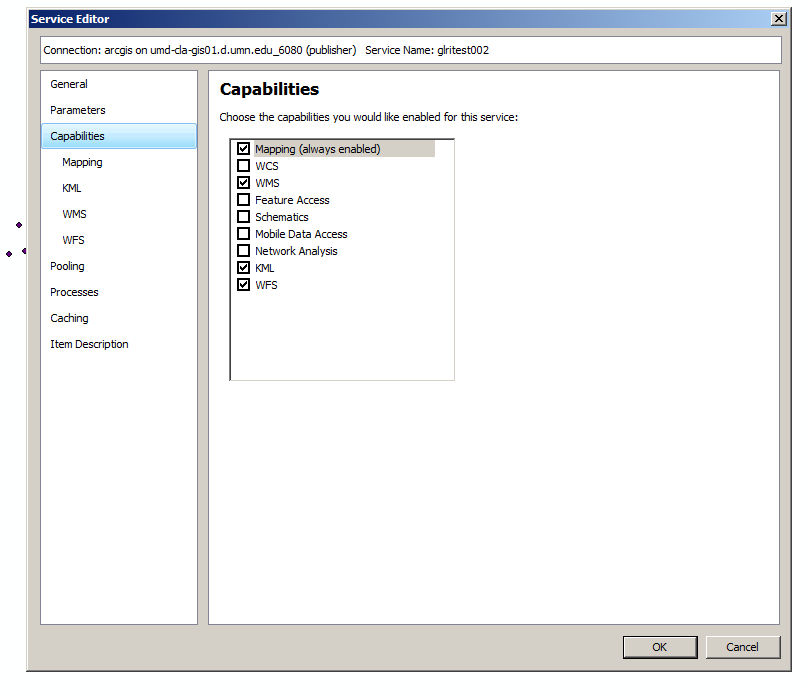 Service Editor
Connection: arcgis on umd-cla-gis01.d.umn.edu_6080 (publisher)   Service Name: glritest002
General
Parameters
Capabilities
Mapping
KML
WMS
WFS
Pooling
Processes
Caching
Item Description
Capabilities
Choose the capabilities you would like enabled for this service:
Mapping (always enabled)
WCS
WMS
Feature Access
Schematics
Mobile Data Access
Network Analysis
KML
WFS
OK
Cancel